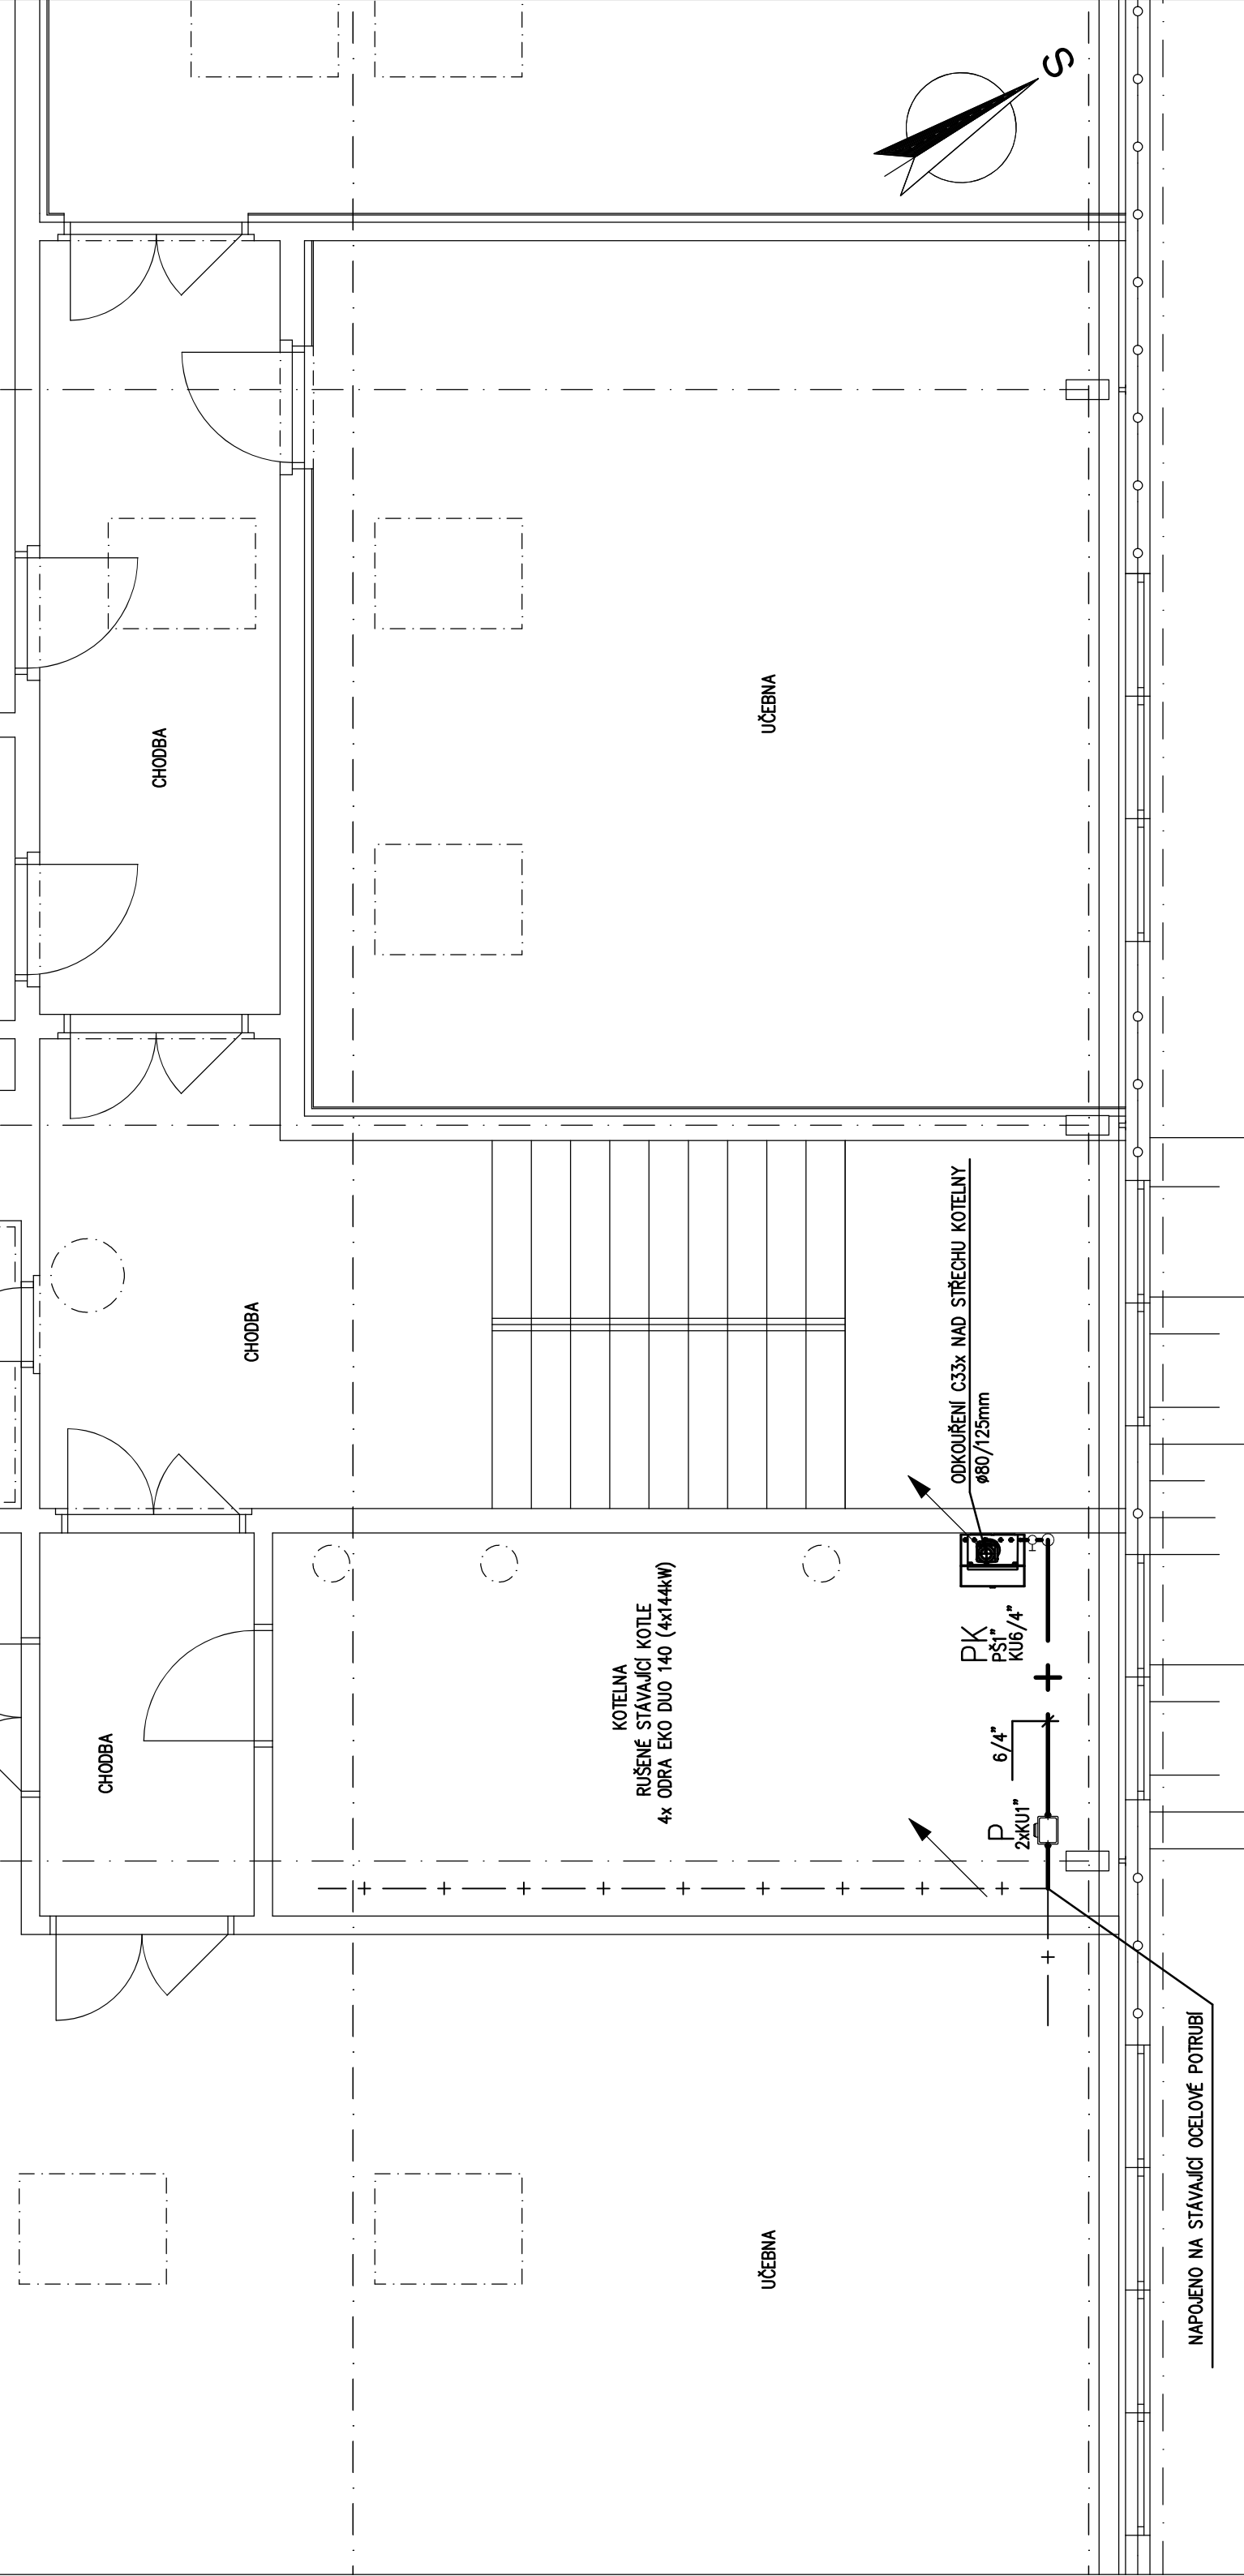 S
CHODBA
UČEBNA
CHODBA
ODKOUŘENÍ C33x NAD STŘECHU KOTELNY
ø80/125mm
CHODBA
KOTELNA
RUŠENÉ STÁVAJÍCÍ KOTLE
4x ODRA EKO DUO 140 (4x144kW)
PK
PŠ1"
KU6/4"
6/4"
P
2xKU1"
UČEBNA
NAPOJENO NA STÁVAJÍCÍ OCELOVÉ POTRUBÍ